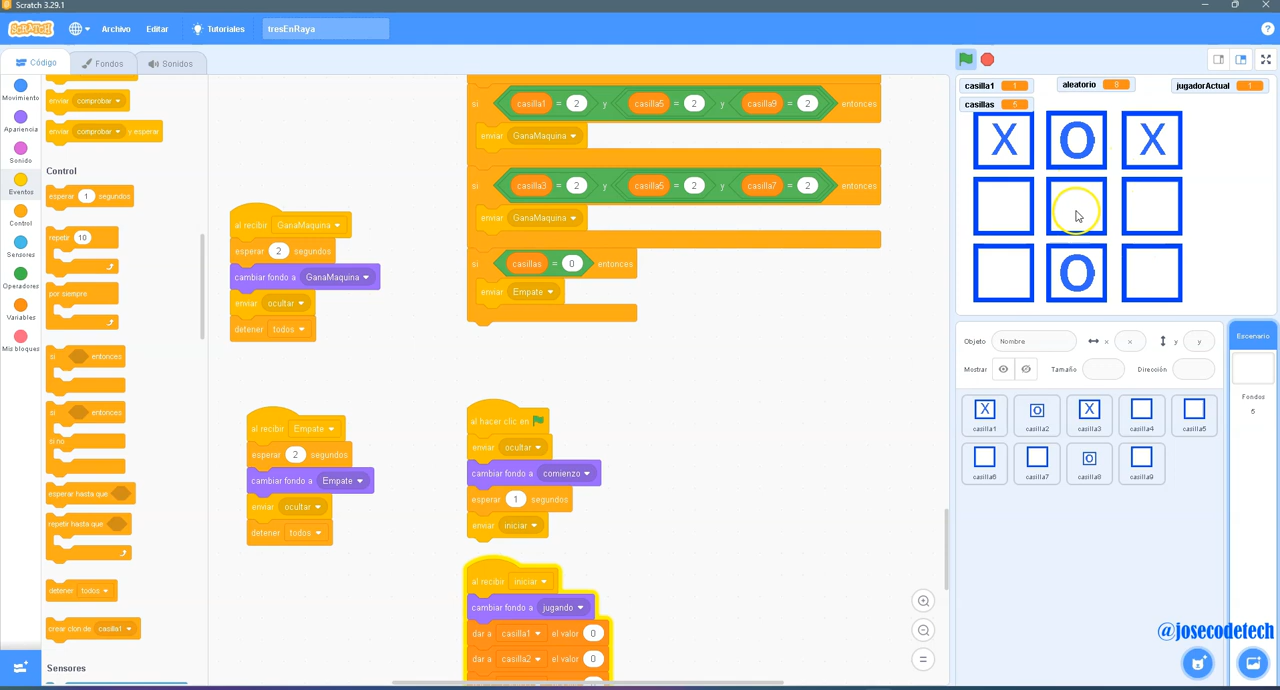 Scratch 3.29.1
SCRATCH Archivo Editar Tutoriales tresEnRaya ?
Código Fondos Sonidos
Movimiento
Apariencia
Sonido
Eventos
Control
Sensores
Operadores
Variables
Mis bloques
enviar comprobar
enviar comprobar y esperar
Control
esperar 1 segundos
repetir 10
por siempre
si entonces
si entonces
si no
esperar hasta que
repetir hasta que
detener todos
crear clon de casilla1
Sensores
al recibir GanaMaquina
esperar 2 segundos
cambiar fondo a GanaMaquina
enviar ocultar
detener todos
al recibir Empate
esperar 2 segundos
cambiar fondo a Empate
enviar ocultar
detener todos
si casilla1 = 2 y casilla5 = 2 y casilla9 = 2 entonces
enviar GanaMaquina
si casilla3 = 2 y casilla5 = 2 y casilla7 = 2 entonces
enviar GanaMaquina
si casillas = 0 entonces
enviar Empate
al hacer clic en
enviar ocultar
cambiar fondo a comienzo
esperar 1 segundos
enviar iniciar
al recibir iniciar
cambiar fondo a jugando
dar a casilla1 el valor 0
dar a casilla2 el valor 0
casilla1 1 aleatorio 9 jugadorActual 1
casillas 5
X O X
O
Objeto Nombre x x y y
Mostrar Tamaño Dirección
X O X
casilla1 casilla2 casilla3 casilla4 casilla5
O
casilla6 casilla7 casilla8 casilla9
Escenario
Fondos
5
@josecodetech